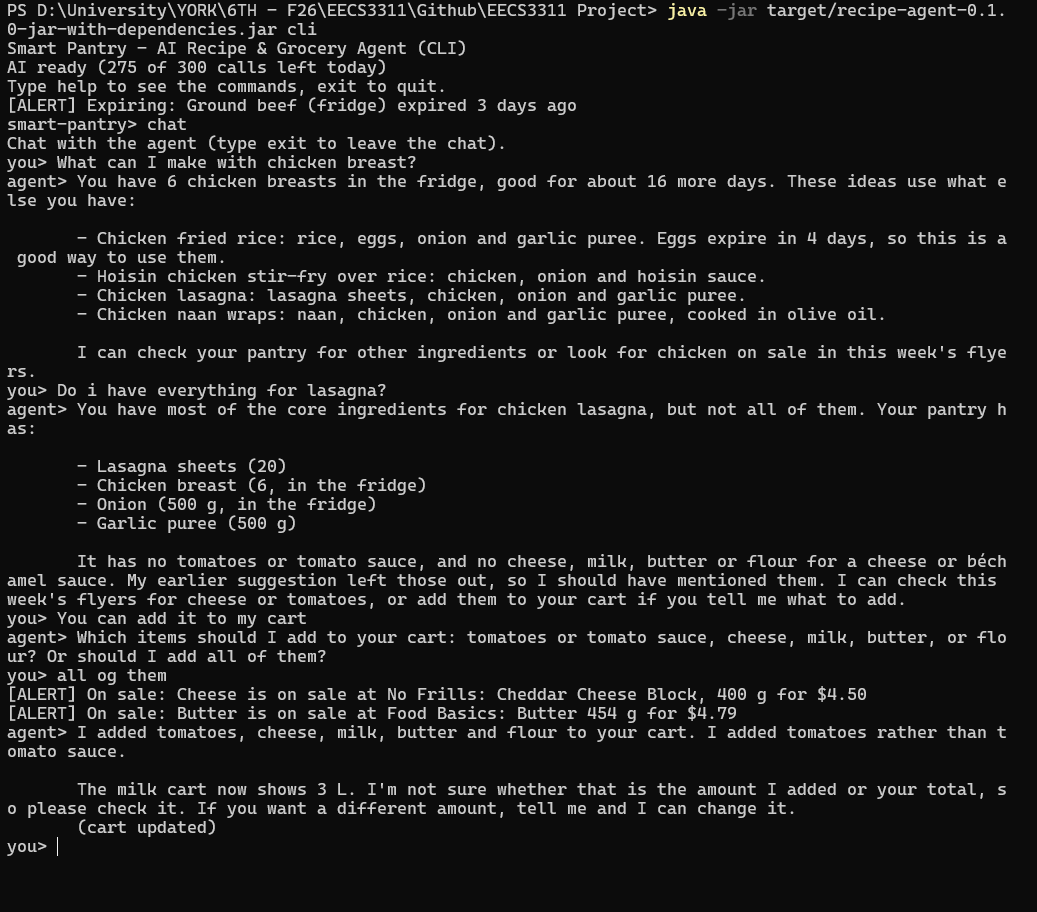 PS D:\University\YORK\6TH - F26\EECS3311\Github\EECS3311 Project> java -jar target/recipe-agent-0.1.
0-jar-with-dependencies.jar cli
Smart Pantry - AI Recipe & Grocery Agent (CLI)
AI ready (275 of 300 calls left today)
Type help to see the commands, exit to quit.
[ALERT] Expiring: Ground beef (fridge) expired 3 days ago
smart-pantry> chat
Chat with the agent (type exit to leave the chat).
you> What can I make with chicken breast?
agent> You have 6 chicken breasts in the fridge, good for about 16 more days. These ideas use what e
lse you have:
- Chicken fried rice: rice, eggs, onion and garlic puree. Eggs expire in 4 days, so this is a
good way to use them.
- Hoisin chicken stir-fry over rice: chicken, onion and hoisin sauce.
- Chicken lasagna: lasagna sheets, chicken, onion and garlic puree.
- Chicken naan wraps: naan, chicken, onion and garlic puree, cooked in olive oil.
I can check your pantry for other ingredients or look for chicken on sale in this week's flye
rs.
you> Do i have everything for lasagna?
agent> You have most of the core ingredients for chicken lasagna, but not all of them. Your pantry h
as:
- Lasagna sheets (20)
- Chicken breast (6, in the fridge)
- Onion (500 g, in the fridge)
- Garlic puree (500 g)
It has no tomatoes or tomato sauce, and no cheese, milk, butter or flour for a cheese or béch
amel sauce. My earlier suggestion left those out, so I should have mentioned them. I can check this
week's flyers for cheese or tomatoes, or add them to your cart if you tell me what to add.
you> You can add it to my cart
agent> Which items should I add to your cart: tomatoes or tomato sauce, cheese, milk, butter, or flo
ur? Or should I add all of them?
you> all og them
[ALERT] On sale: Cheese is on sale at No Frills: Cheddar Cheese Block, 400 g for $4.50
[ALERT] On sale: Butter is on sale at Food Basics: Butter 454 g for $4.79
agent> I added tomatoes, cheese, milk, butter and flour to your cart. I added tomatoes rather than t
omato sauce.
The milk cart now shows 3 L. I'm not sure whether that is the amount I added or your total, s
o please check it. If you want a different amount, tell me and I can change it.
(cart updated)
you>